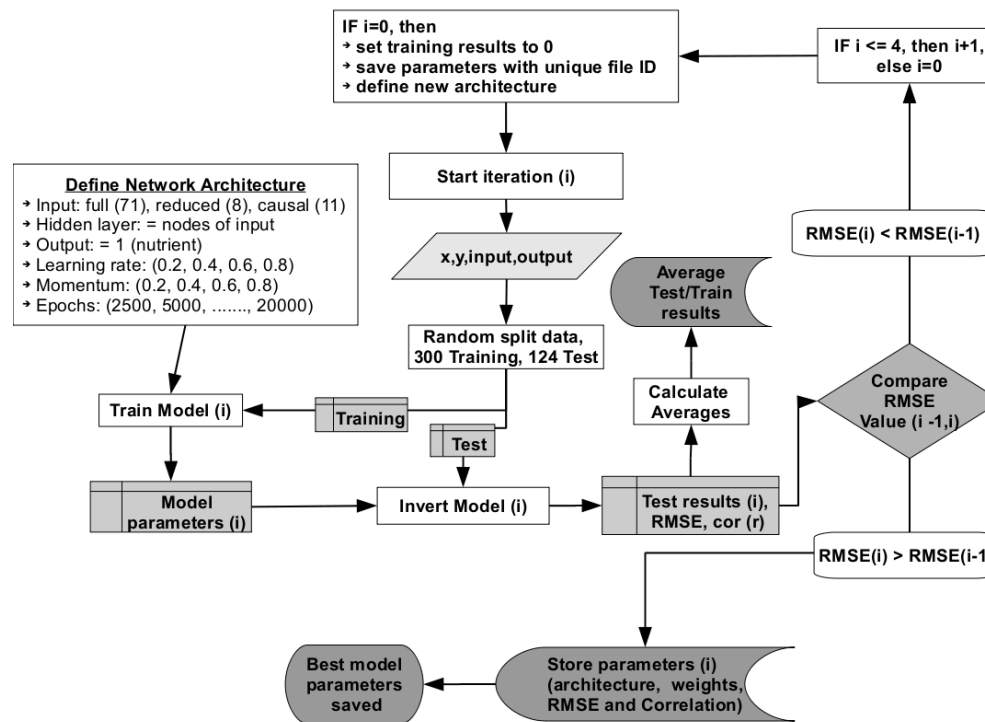 IF i=0, then
➔ set training results to 0
➔ save parameters with unique file ID
➔ define new architecture
IF i <= 4, then i+1,
else i=0
Start iteration (i)
Define Network Architecture
➔ Input: full (71), reduced (8), causal (11)
➔ Hidden layer: = nodes of input
➔ Output: = 1 (nutrient)
➔ Learning rate: (0.2, 0.4, 0.6, 0.8)
➔ Momentum: (0.2, 0.4, 0.6, 0.8)
➔ Epochs: (2500, 5000, ......., 20000)
RMSE(i) < RMSE(i-1)
x,y,input,output
Average
Test/Train
results
Random split data,
300 Training, 124 Test
Train Model (i)
Training
Test
Calculate
Averages
Compare
RMSE
Value (i -1,i)
Model
parameters (i)
Invert Model (i)
Test results (i),
RMSE, cor (r)
RMSE(i) > RMSE(i-1
Best model
parameters
saved
Store parameters (i)
(architecture, weights,
RMSE and Correlation)